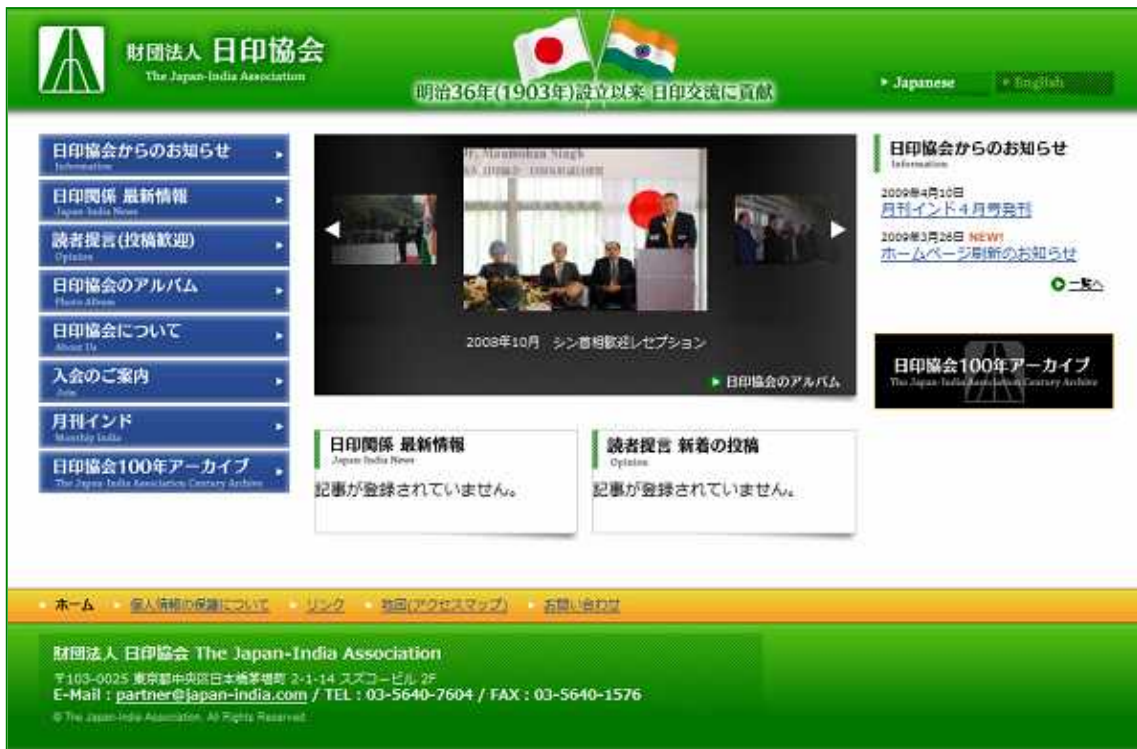 財団法人 日印協会
The Japan-India Association
明治36年(1903年)設立以来 日印交流に貢献
Japanese
English
日印協会からのお知らせ
Information
日印関係 最新情報
Japan-India News
読者提言(投稿歓迎)
Opinion
日印協会のアルバム
Photo Album
日印協会について
About Us
入会のご案内
Join
月刊インド
Monthly India
日印協会100年アーカイブ
The Japan-India Association Century Archive
Dr. Manmohan Singh
2008年10月 シン首相歓迎レセプション
日印協会のアルバム
日印関係 最新情報
Japan-India News
記事が登録されていません。
読者提言 新着の投稿
Opinion
記事が登録されていません。
日印協会からのお知らせ
Information
2009年4月10日
月刊インド4月号発刊
2009年3月26日 NEW!
ホームページ刷新のお知らせ
一覧へ
日印協会100年アーカイブ
The Japan-India Association Century Archive
ホーム 個人情報の保護について リンク 地図(アクセスマップ) お問い合わせ
財団法人 日印協会 The Japan-India Association
〒103-0025 東京都中央区日本橋茅場町 2-1-14 スズコービル 2F
E-Mail : partner@japan-india.com / TEL : 03-5640-7604 / FAX : 03-5640-1576
© The Japan-India Association. All Rights Reserved.